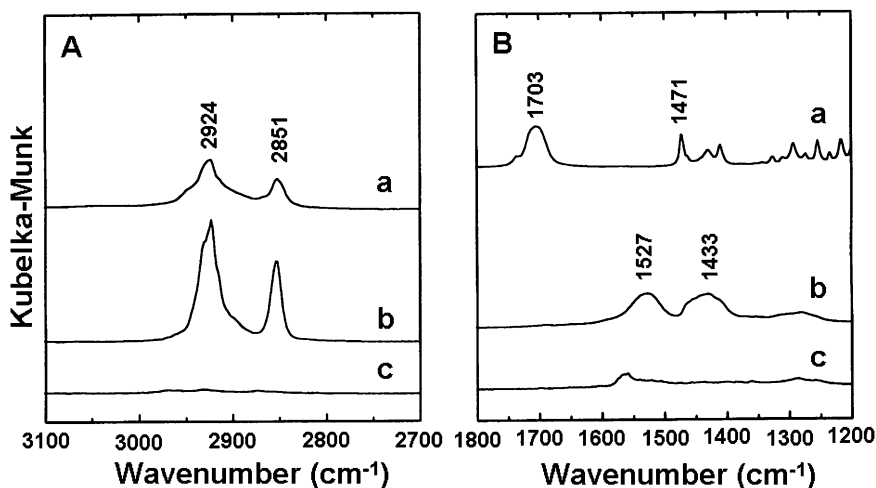 A
2924
2851
a
b
c
3100 3000 2900 2800 2700
Wavenumber (cm-1)
Kubelka-Munk
B
1703
1471
a
1527
1433
b
c
1800 1700 1600 1500 1400 1300 1200
Wavenumber (cm-1)